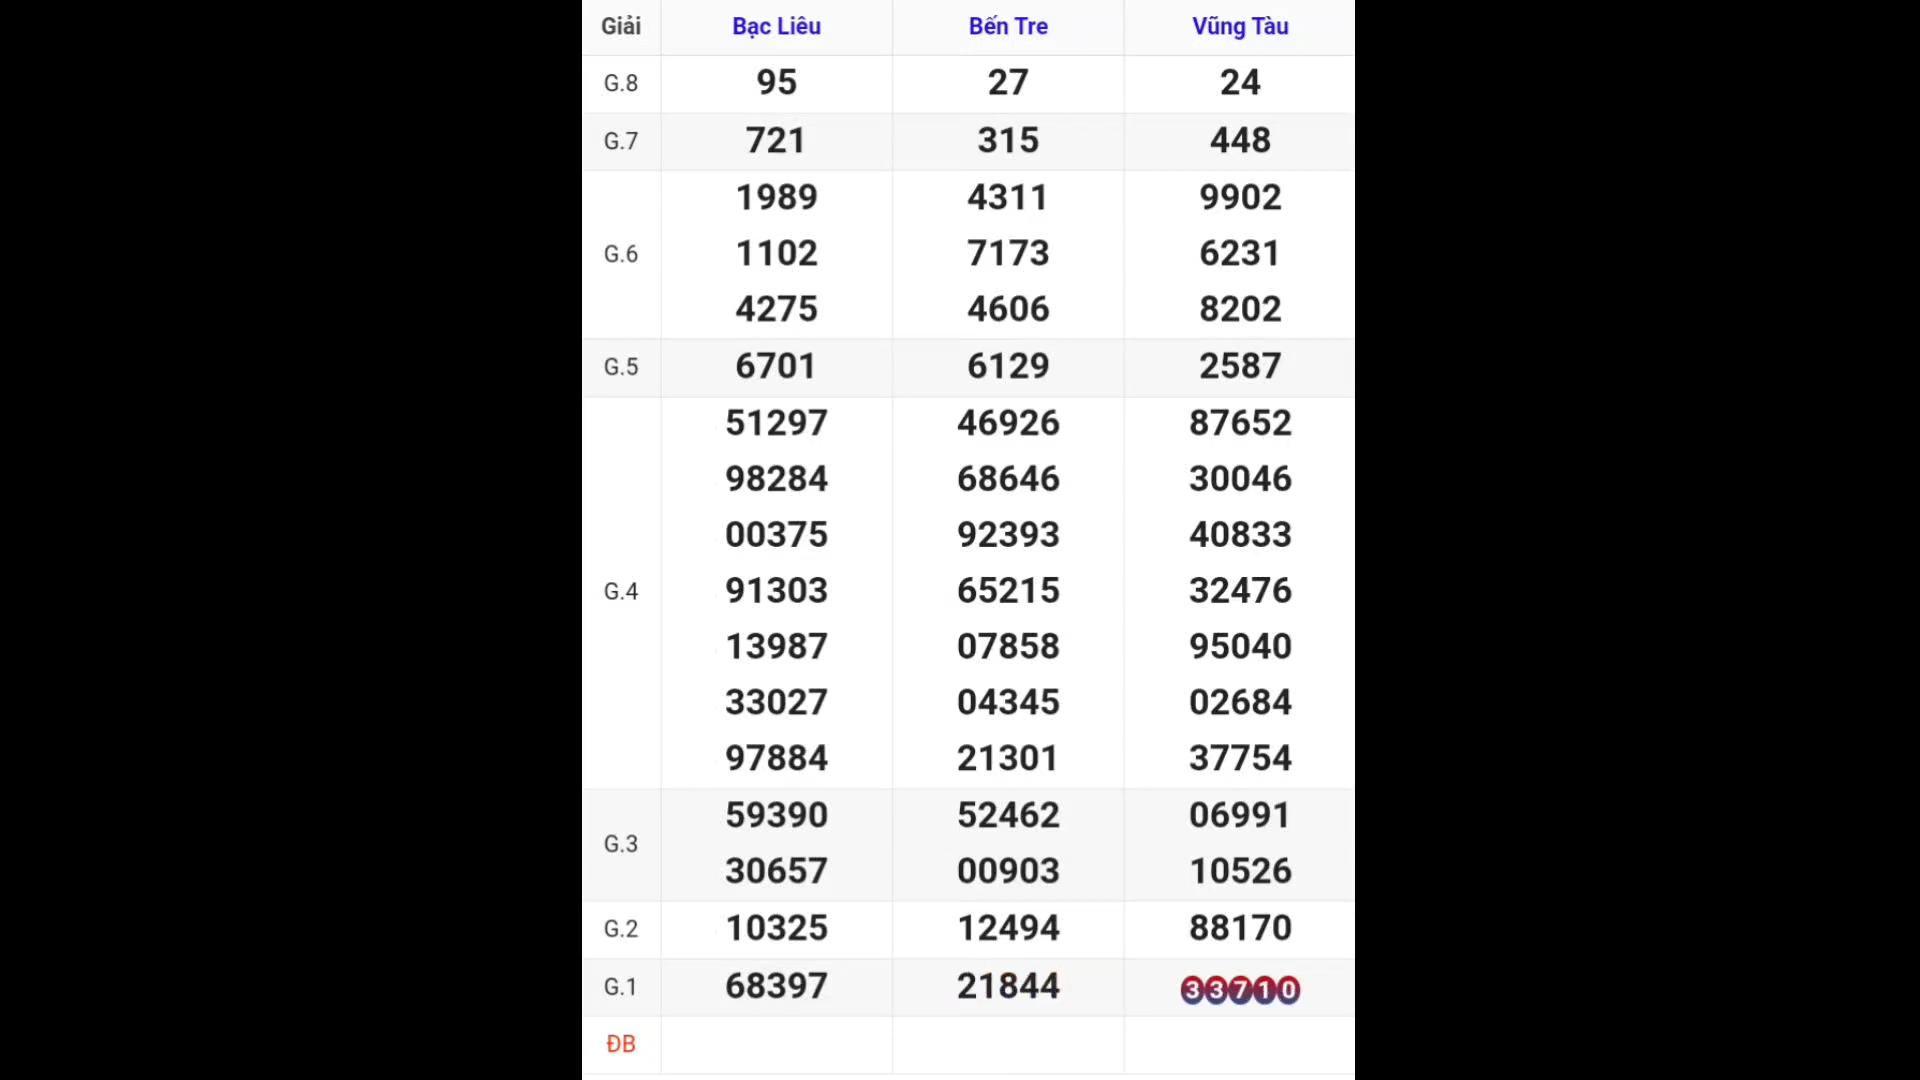 Giải Bạc Liêu Bến Tre Vũng Tàu
G.8 95 27 24
G.7 721 315 448
1989 4311 9902
G.6 1102 7173 6231
4275 4606 8202
G.5 6701 6129 2587
51297 46926 87652
98284 68646 30046
00375 92393 40833
G.4 91303 65215 32476
13987 07858 95040
33027 04345 02684
97884 21301 37754
G.3 59390 52462 06991
30657 00903 10526
G.2 10325 12494 88170
G.1 68397 21844 33710
ĐB